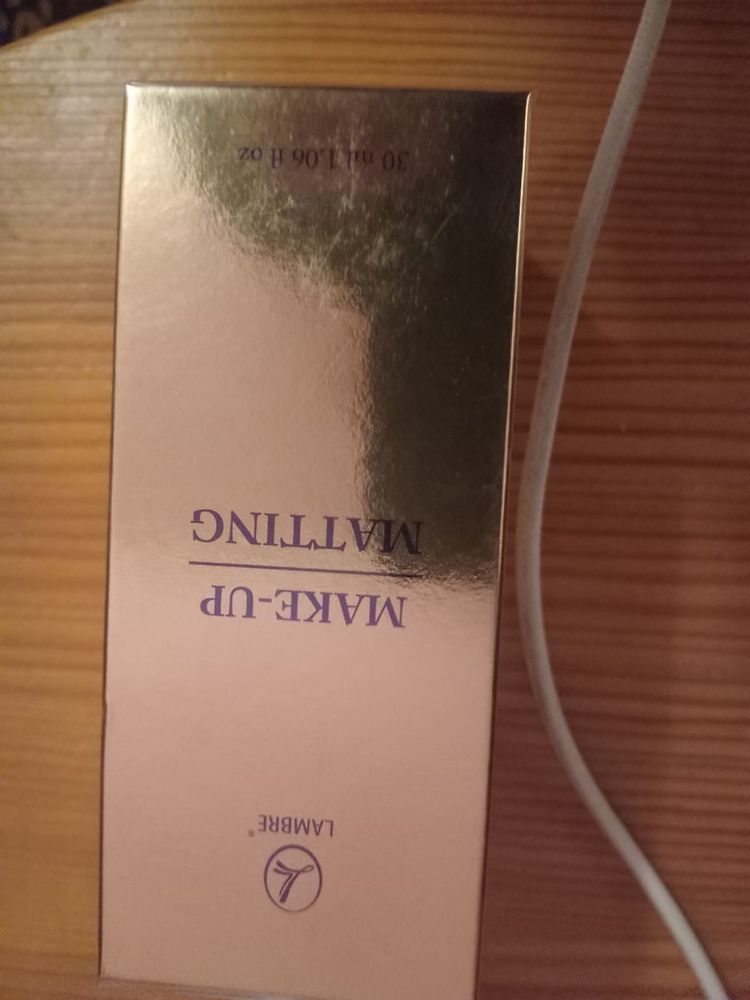 LAMBRE®
MAKE-UP
MATTING
30 ml 1.06 fl oz